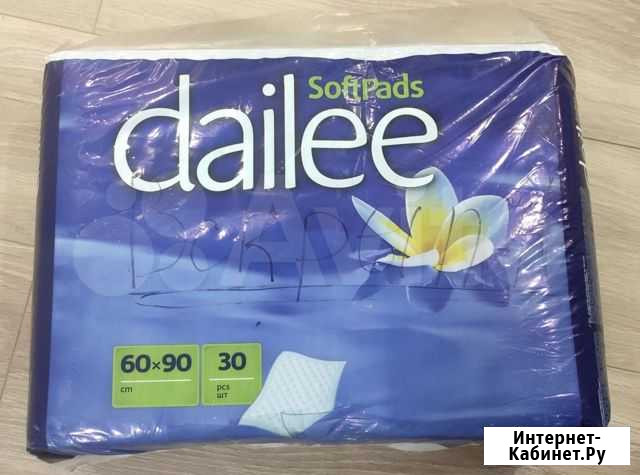 SoftPads
dailee
60×90
cm
30
pcs
шт
Интернет-
Кабинет.Ру